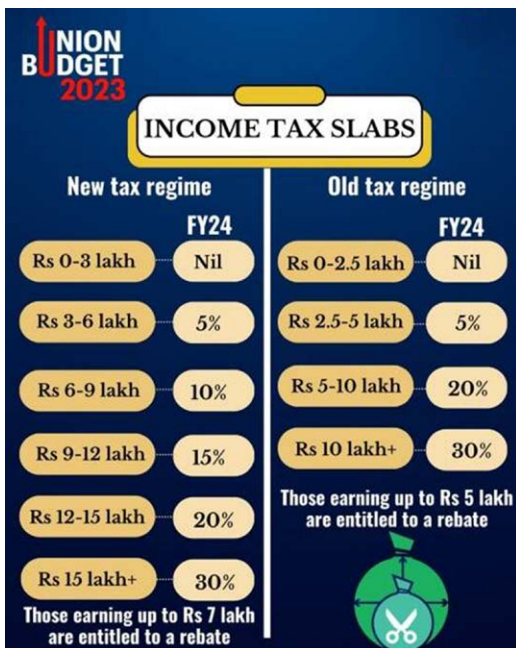 UNION
BUDGET
2023
INCOME TAX SLABS
New tax regime
FY24
Rs 0-3 lakh Nil
Rs 3-6 lakh 5%
Rs 6-9 lakh 10%
Rs 9-12 lakh 15%
Rs 12-15 lakh 20%
Rs 15 lakh+ 30%
Those earning up to Rs 7 lakh
are entitled to a rebate
Old tax regime
FY24
Rs 0-2.5 lakh Nil
Rs 2.5-5 lakh 5%
Rs 5-10 lakh 20%
Rs 10 lakh+ 30%
Those earning up to Rs 5 lakh
are entitled to a rebate